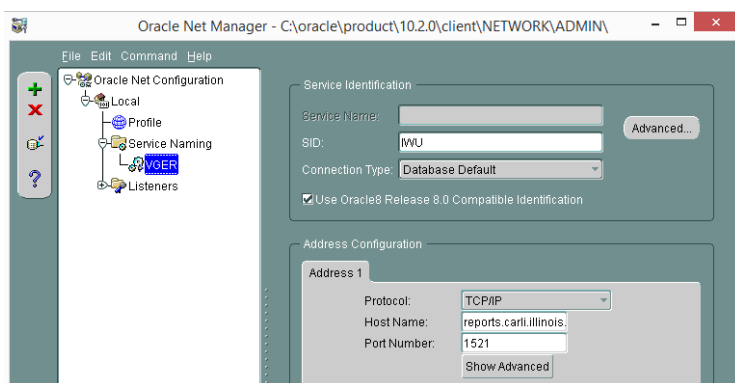 Oracle Net Manager - C:\oracle\product\10.2.0\client\NETWORK\ADMIN\
File Edit Command Help
Oracle Net Configuration
Local
Profile
Service Naming
VGER
Listeners
Service Identification
Service Name:
SID: IWU
Connection Type: Database Default
Use Oracle8 Release 8.0 Compatible Identification
Advanced...
Address Configuration
Address 1
Protocol: TCP/IP
Host Name: reports.carli.illinois.
Port Number: 1521
Show Advanced